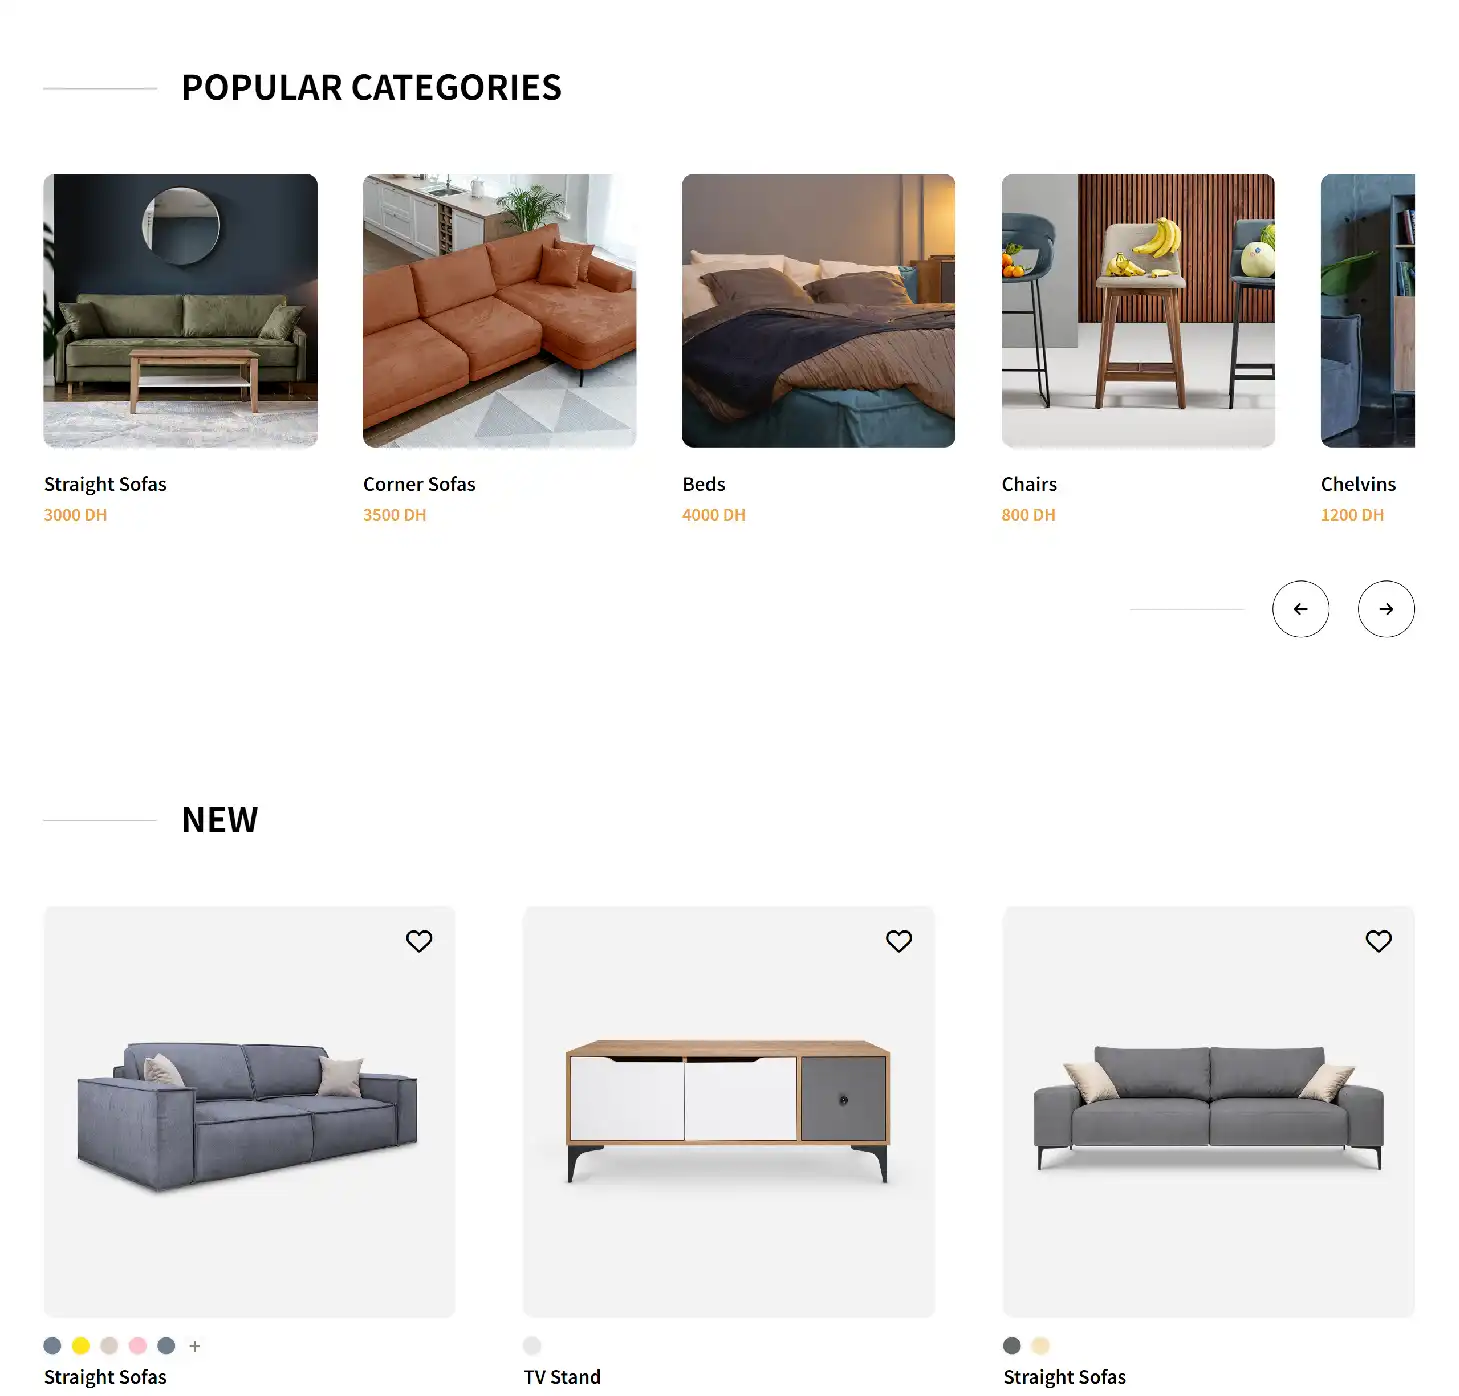 POPULAR CATEGORIES
Straight Sofas
3000 DH
Corner Sofas
3500 DH
Beds
4000 DH
Chairs
800 DH
Chelvins
1200 DH
NEW
+
Straight Sofas
TV Stand
Straight Sofas